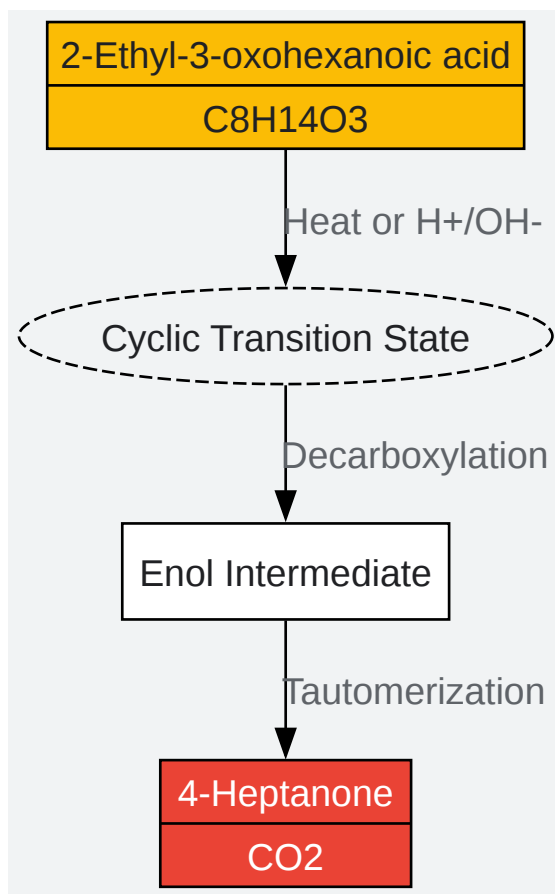 2-Ethyl-3-oxohexanoic acid
C8H14O3
Heat or H+/OH-
Cyclic Transition State
Decarboxylation
Enol Intermediate
Tautomerization
4-Heptanone
CO2